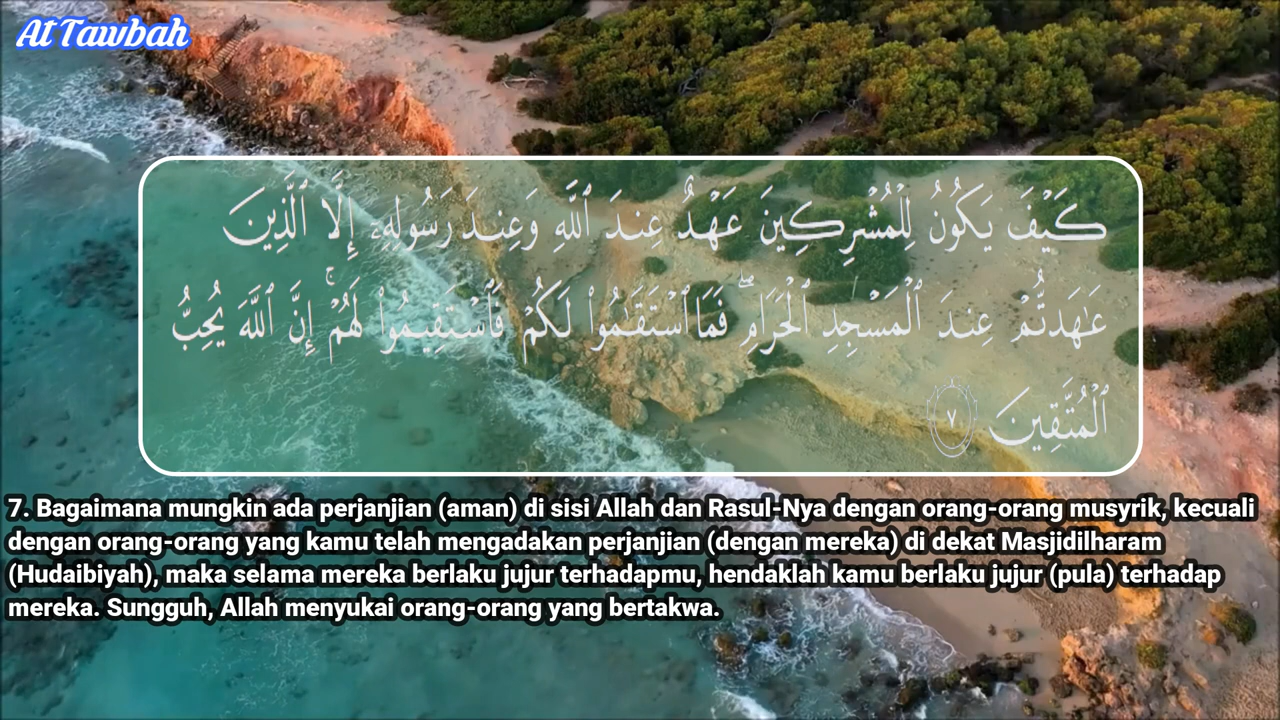 At Tawbah
كَيْفَ يَكُونُ لِلْمُشْرِكِينَ عَهْدٌ عِندَ ٱللَّهِ وَعِندَ رَسُولِهِۦٓ إِلَّا ٱلَّذِينَ
عَٰهَدتُّمْ عِندَ ٱلْمَسْجِدِ ٱلْحَرَامِ ۖ فَمَا ٱسْتَقَٰمُوا۟ لَكُمْ فَٱسْتَقِيمُوا۟ لَهُمْ ۚ إِنَّ ٱللَّهَ يُحِبُّ
ٱلْمُتَّقِينَ ٧
7. Bagaimana mungkin ada perjanjian (aman) di sisi Allah dan Rasul-Nya dengan orang-orang musyrik, kecuali
dengan orang-orang yang kamu telah mengadakan perjanjian (dengan mereka) di dekat Masjidilharam
(Hudaibiyah), maka selama mereka berlaku jujur terhadapmu, hendaklah kamu berlaku jujur (pula) terhadap
mereka. Sungguh, Allah menyukai orang-orang yang bertakwa.